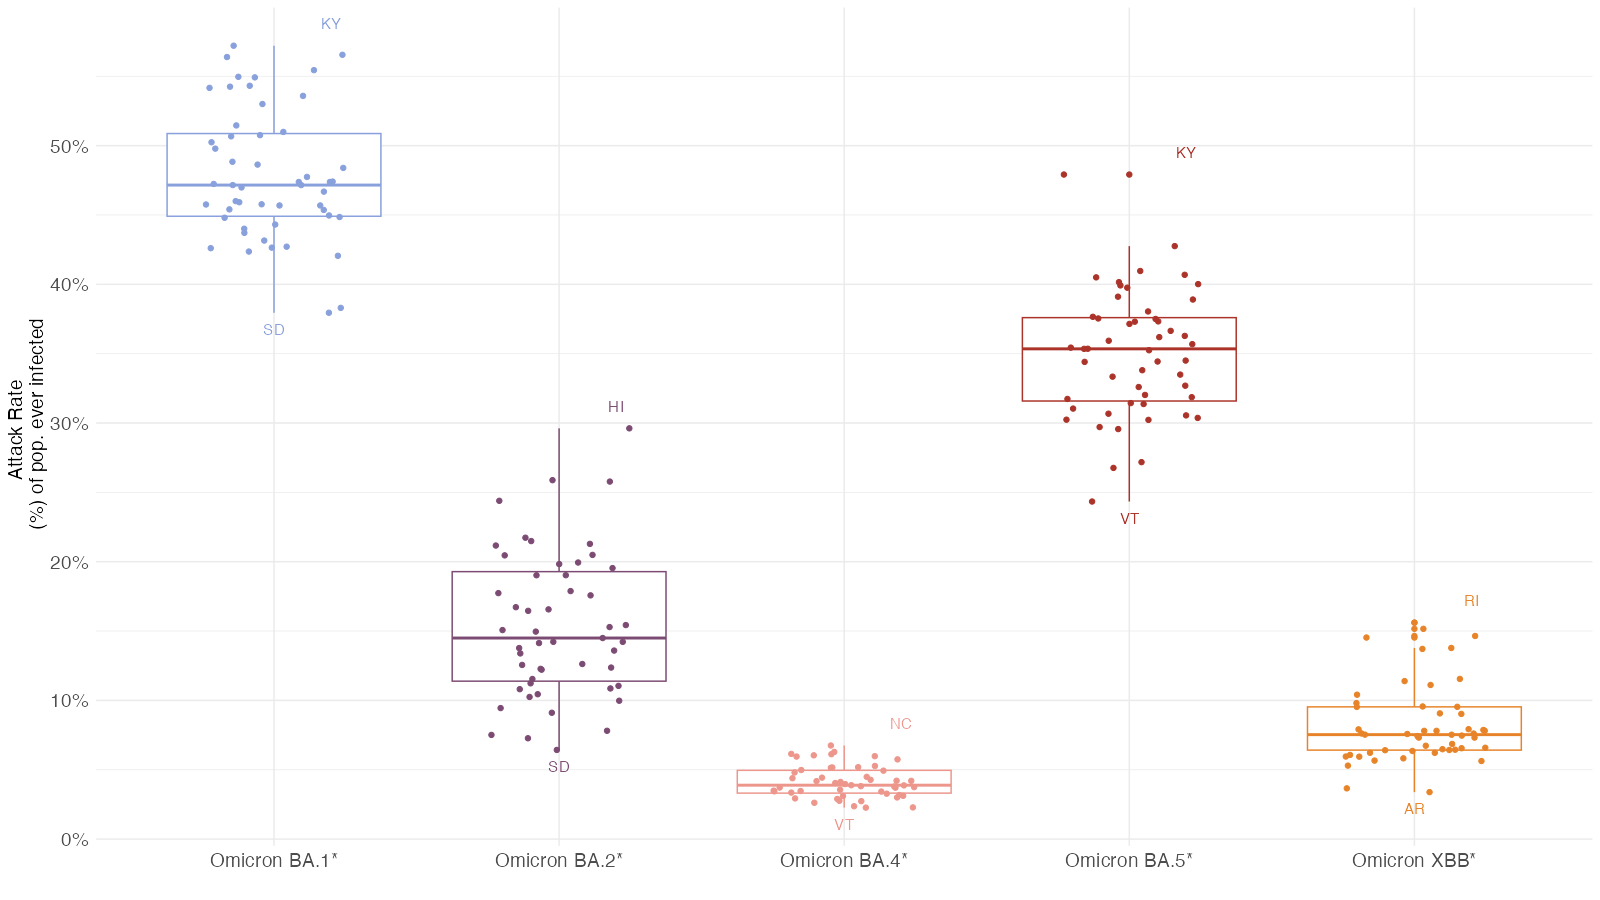 KY
50%
KY
40%
SD
HI
30%
VT
20%
RI
10%
NC
SD
AR
VT
0%
Attack Rate
(%) of pop. ever infected
Omicron BA.1*
Omicron BA.2*
Omicron BA.4*
Omicron BA.5*
Omicron XBB*